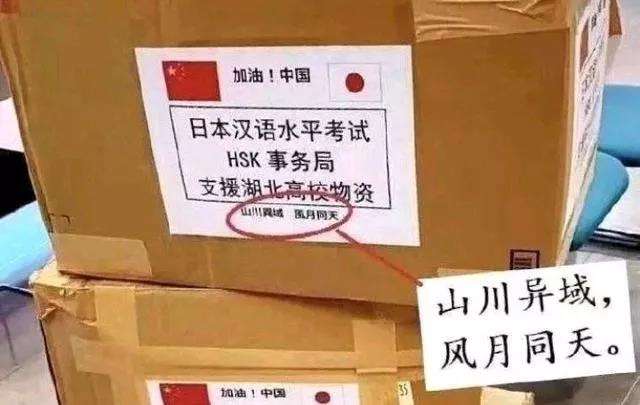 加油！中国
日本汉语水平考试
HSK 事务局
支援湖北高校物资
山川异域 风月同天
山川异域，
风月同天。
加油！中国
35